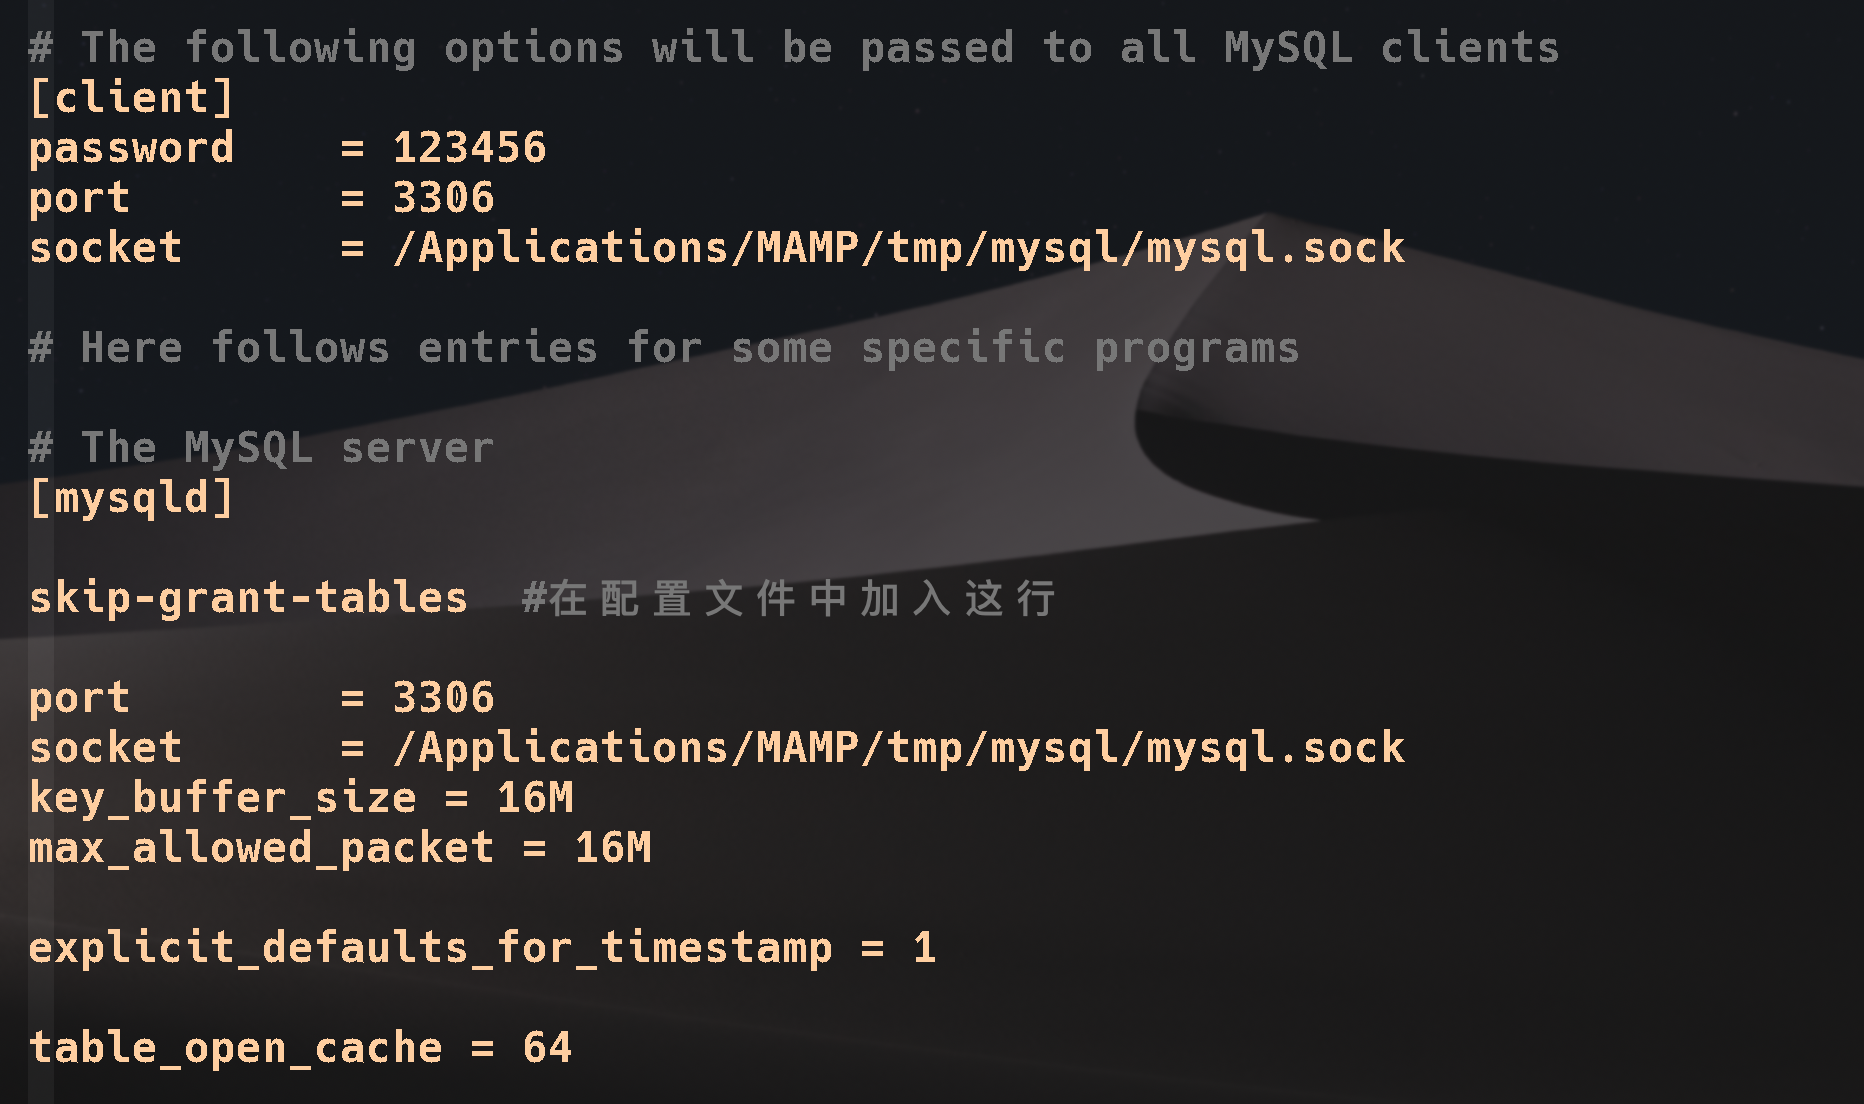 # The following options will be passed to all MySQL clients
[client]
password    = 123456
port        = 3306
socket      = /Applications/MAMP/tmp/mysql/mysql.sock
# Here follows entries for some specific programs
# The MySQL server
[mysqld]
skip-grant-tables  #在配置文件中加入这行
port        = 3306
socket      = /Applications/MAMP/tmp/mysql/mysql.sock
key_buffer_size = 16M
max_allowed_packet = 16M
explicit_defaults_for_timestamp = 1
table_open_cache = 64